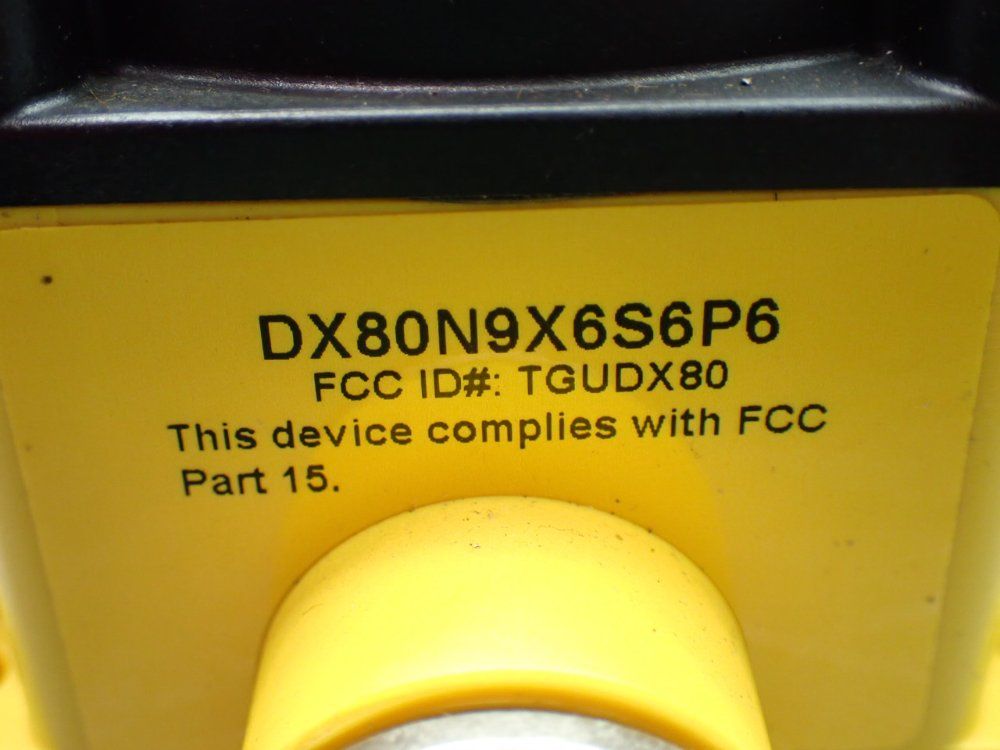 DX80N9X6S6P6
FCC ID#: TGUDX80
This device complies with FCC
Part 15.